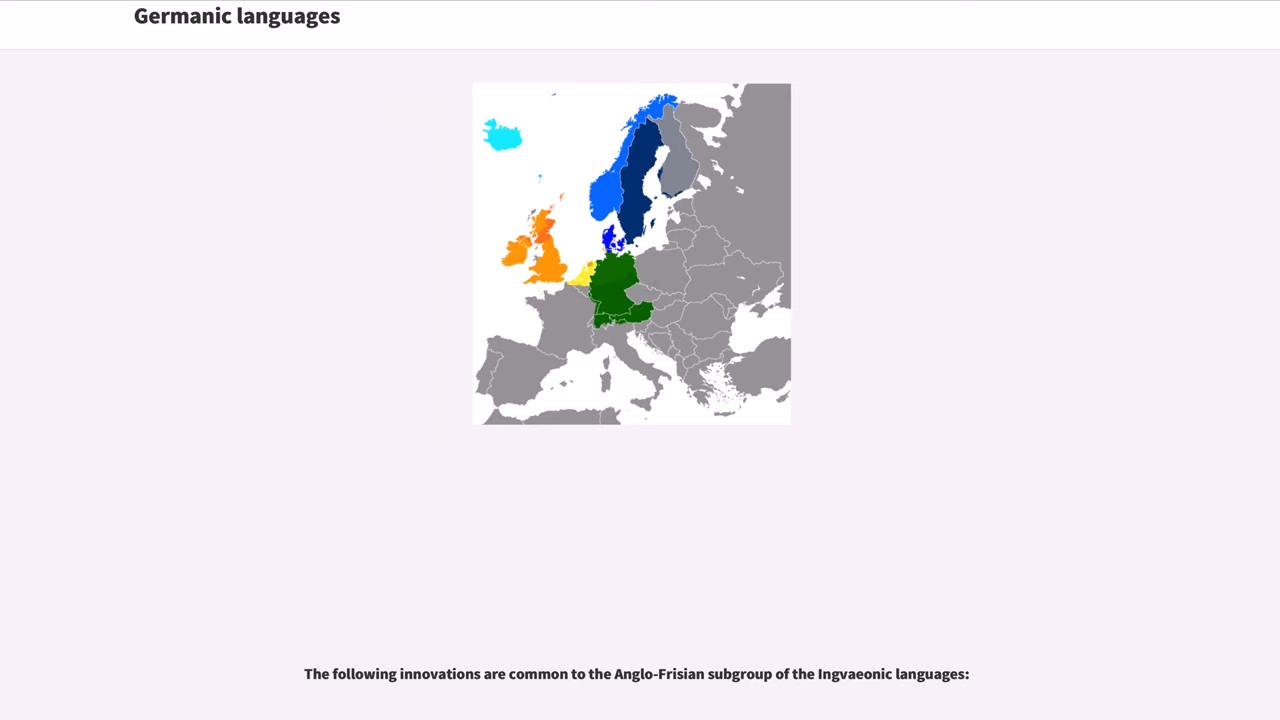 Germanic languages
The following innovations are common to the Anglo-Frisian subgroup of the Ingvaeonic languages: